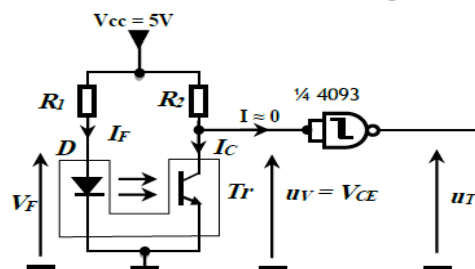 Vcc = 5V
R1 R2 I ≈ 0 ¼ 4093
D IF IC
VF Tr uV = VCE uT